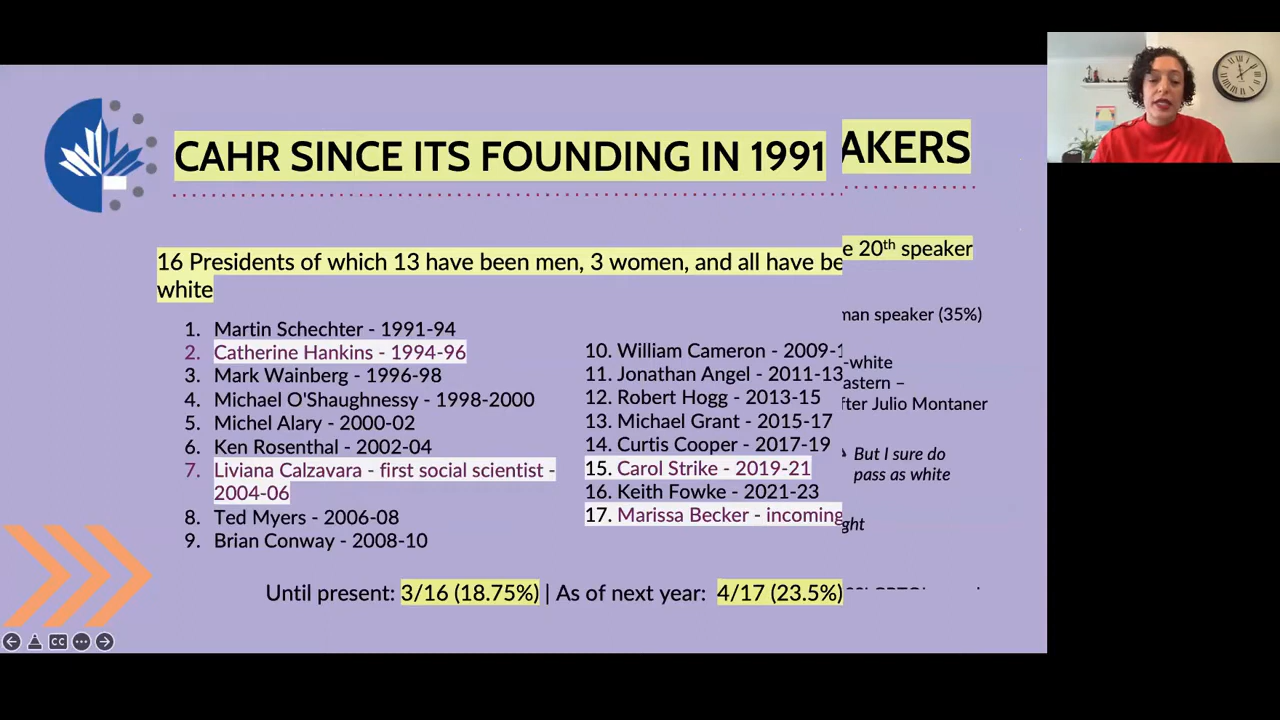 CAHR SINCE ITS FOUNDING IN 1991
AKERS
16 Presidents of which 13 have been men, 3 women, and all have be
white
e 20th speaker
1. Martin Schechter - 1991-94
2. Catherine Hankins - 1994-96
3. Mark Wainberg - 1996-98
4. Michael O'Shaughnessy - 1998-2000
5. Michel Alary - 2000-02
6. Ken Rosenthal - 2002-04
7. Liviana Calzavara - first social scientist -
2004-06
8. Ted Myers - 2006-08
9. Brian Conway - 2008-10
10. William Cameron - 2009-1
11. Jonathan Angel - 2011-13
12. Robert Hogg - 2013-15
13. Michael Grant - 2015-17
14. Curtis Cooper - 2017-19
15. Carol Strike - 2019-21
16. Keith Fowke - 2021-23
17. Marissa Becker - incoming
man speaker (35%)
-white
astern –
fter Julio Montaner
But I sure do
pass as white
ght
Until present: 3/16 (18.75%) | As of next year: 4/17 (23.5%)
CC